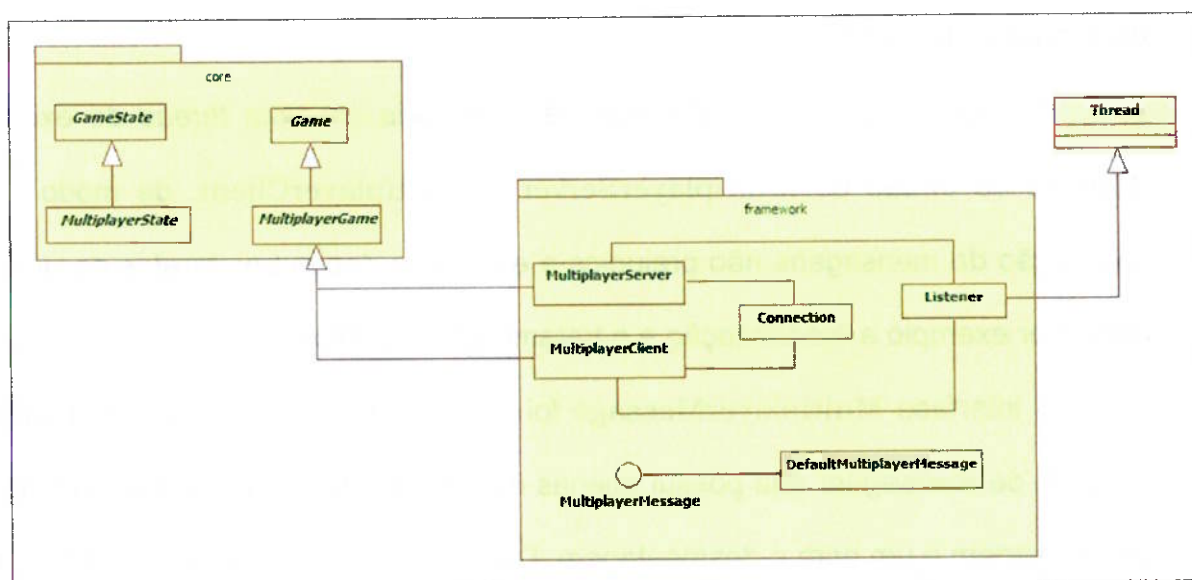 core
GameState
Game
MultiplayerState
MultiplayerGame
Thread
framework
MultiplayerServer
Listener
Connection
MultiplayerClient
DefaultMultiplayerMessage
MultiplayerMessage